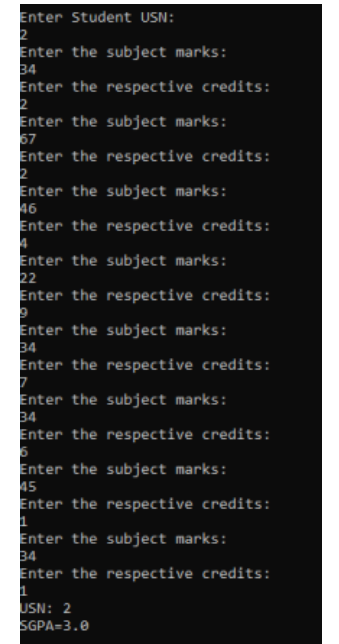 Enter Student USN:
2
Enter the subject marks:
34
Enter the respective credits:
2
Enter the subject marks:
67
Enter the respective credits:
2
Enter the subject marks:
46
Enter the respective credits:
4
Enter the subject marks:
22
Enter the respective credits:
9
Enter the subject marks:
34
Enter the respective credits:
7
Enter the subject marks:
34
Enter the respective credits:
6
Enter the subject marks:
45
Enter the respective credits:
1
Enter the subject marks:
34
Enter the respective credits:
1
USN: 2
SGPA=3.0